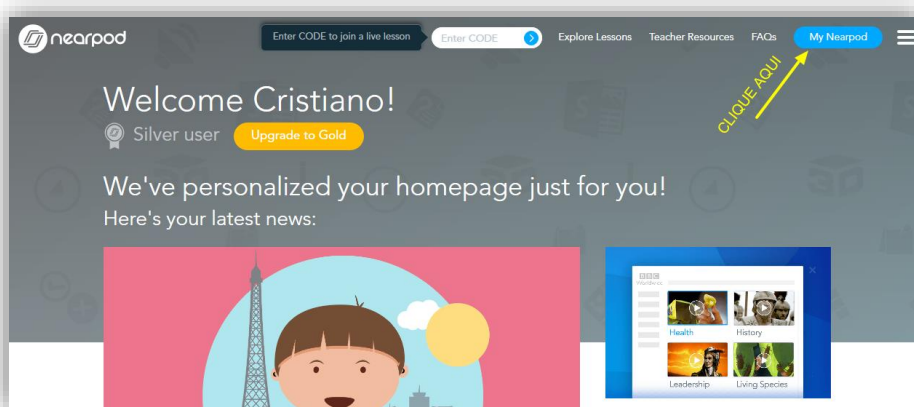 nearpod
Enter CODE to join a live lesson
Enter CODE
Explore Lessons
Teacher Resources
FAQs
My Nearpod
CLIQUE AQUI
Welcome Cristiano!
Silver user
Upgrade to Gold
We've personalized your homepage just for you!
Here's your latest news:
BBC
Health
History
Leadership
Living Species